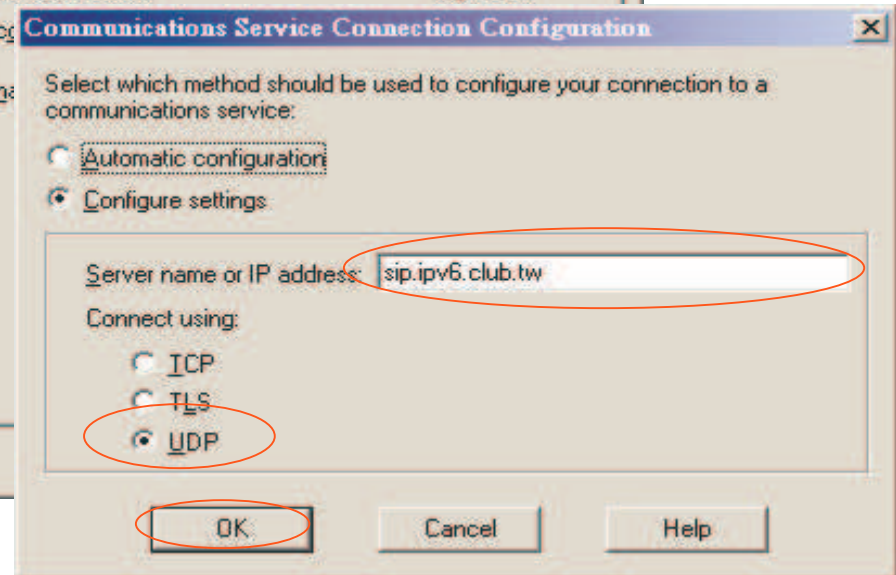 Communications Service Connection Configuration
Select which method should be used to configure your connection to a
communications service:
Automatic configuration
Configure settings
Server name or IP address: sip.ipv6.club.tw
Connect using:
TCP
TLS
UDP
OK Cancel Help